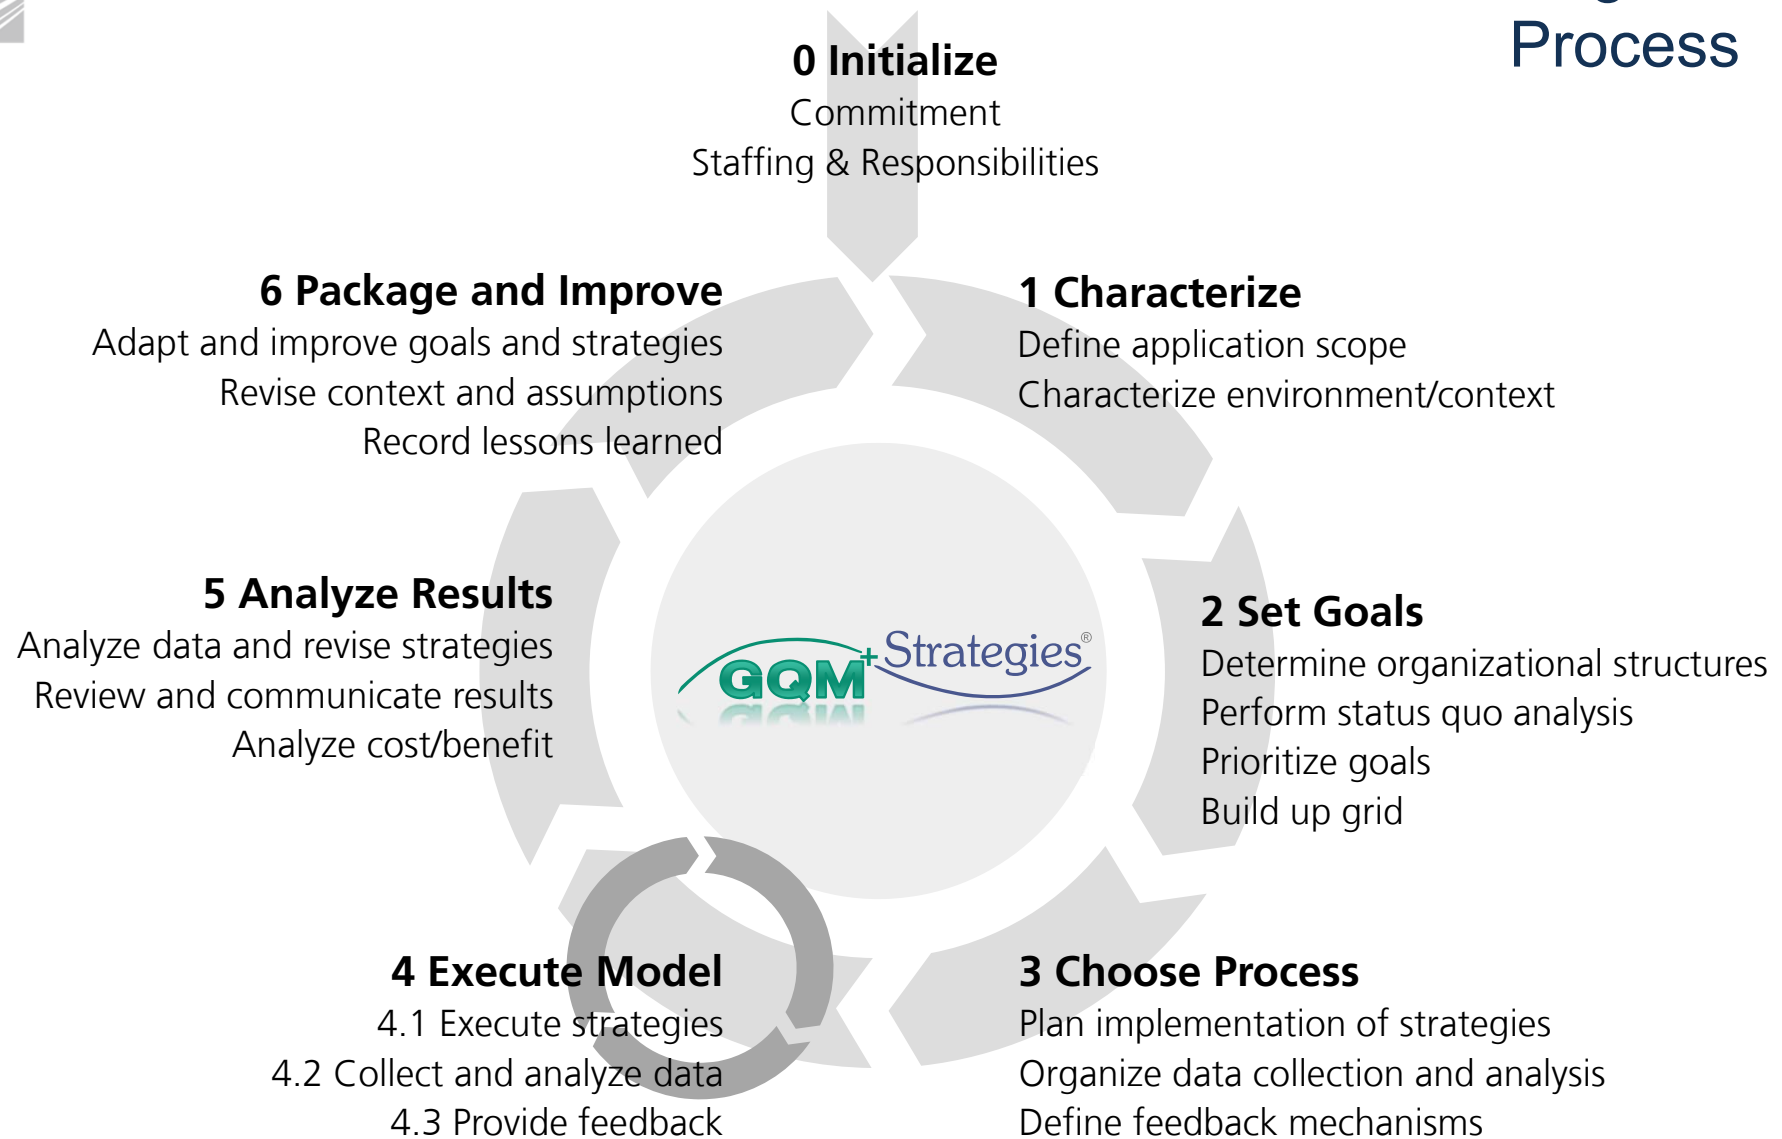 Process
0 Initialize
Commitment
Staffing & Responsibilities
1 Characterize
Define application scope
Characterize environment/context
2 Set Goals
Determine organizational structures
Perform status quo analysis
Prioritize goals
Build up grid
3 Choose Process
Plan implementation of strategies
Organize data collection and analysis
Define feedback mechanisms
4 Execute Model
4.1 Execute strategies
4.2 Collect and analyze data
4.3 Provide feedback
5 Analyze Results
Analyze data and revise strategies
Review and communicate results
Analyze cost/benefit
6 Package and Improve
Adapt and improve goals and strategies
Revise context and assumptions
Record lessons learned
GQM+Strategies®